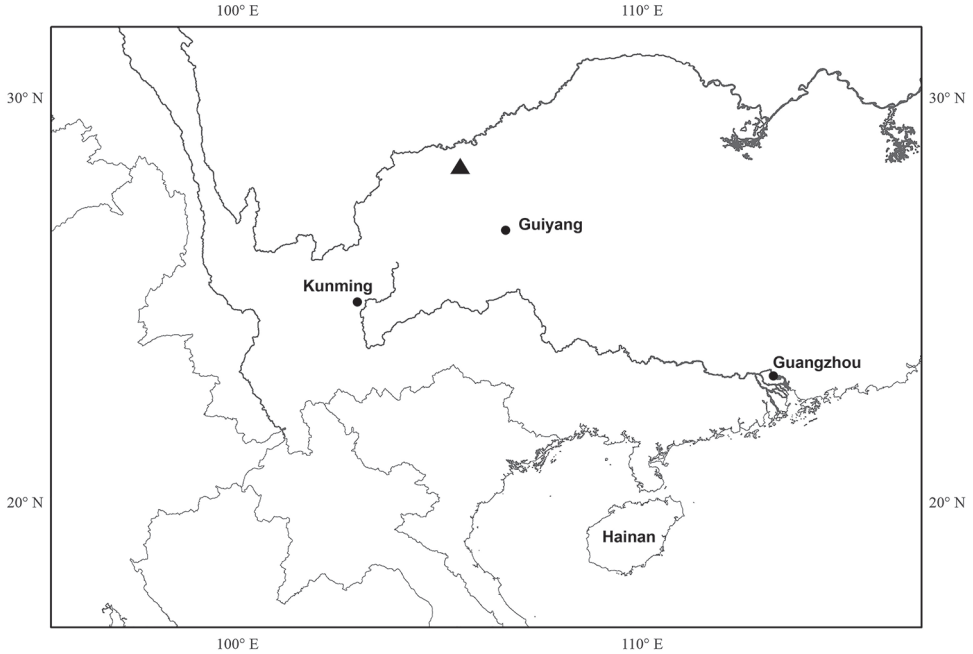 100° E 110° E
30° N 30° N
Guiyang
Kunming
Guangzhou
20° N 20° N
Hainan
100° E 110° E